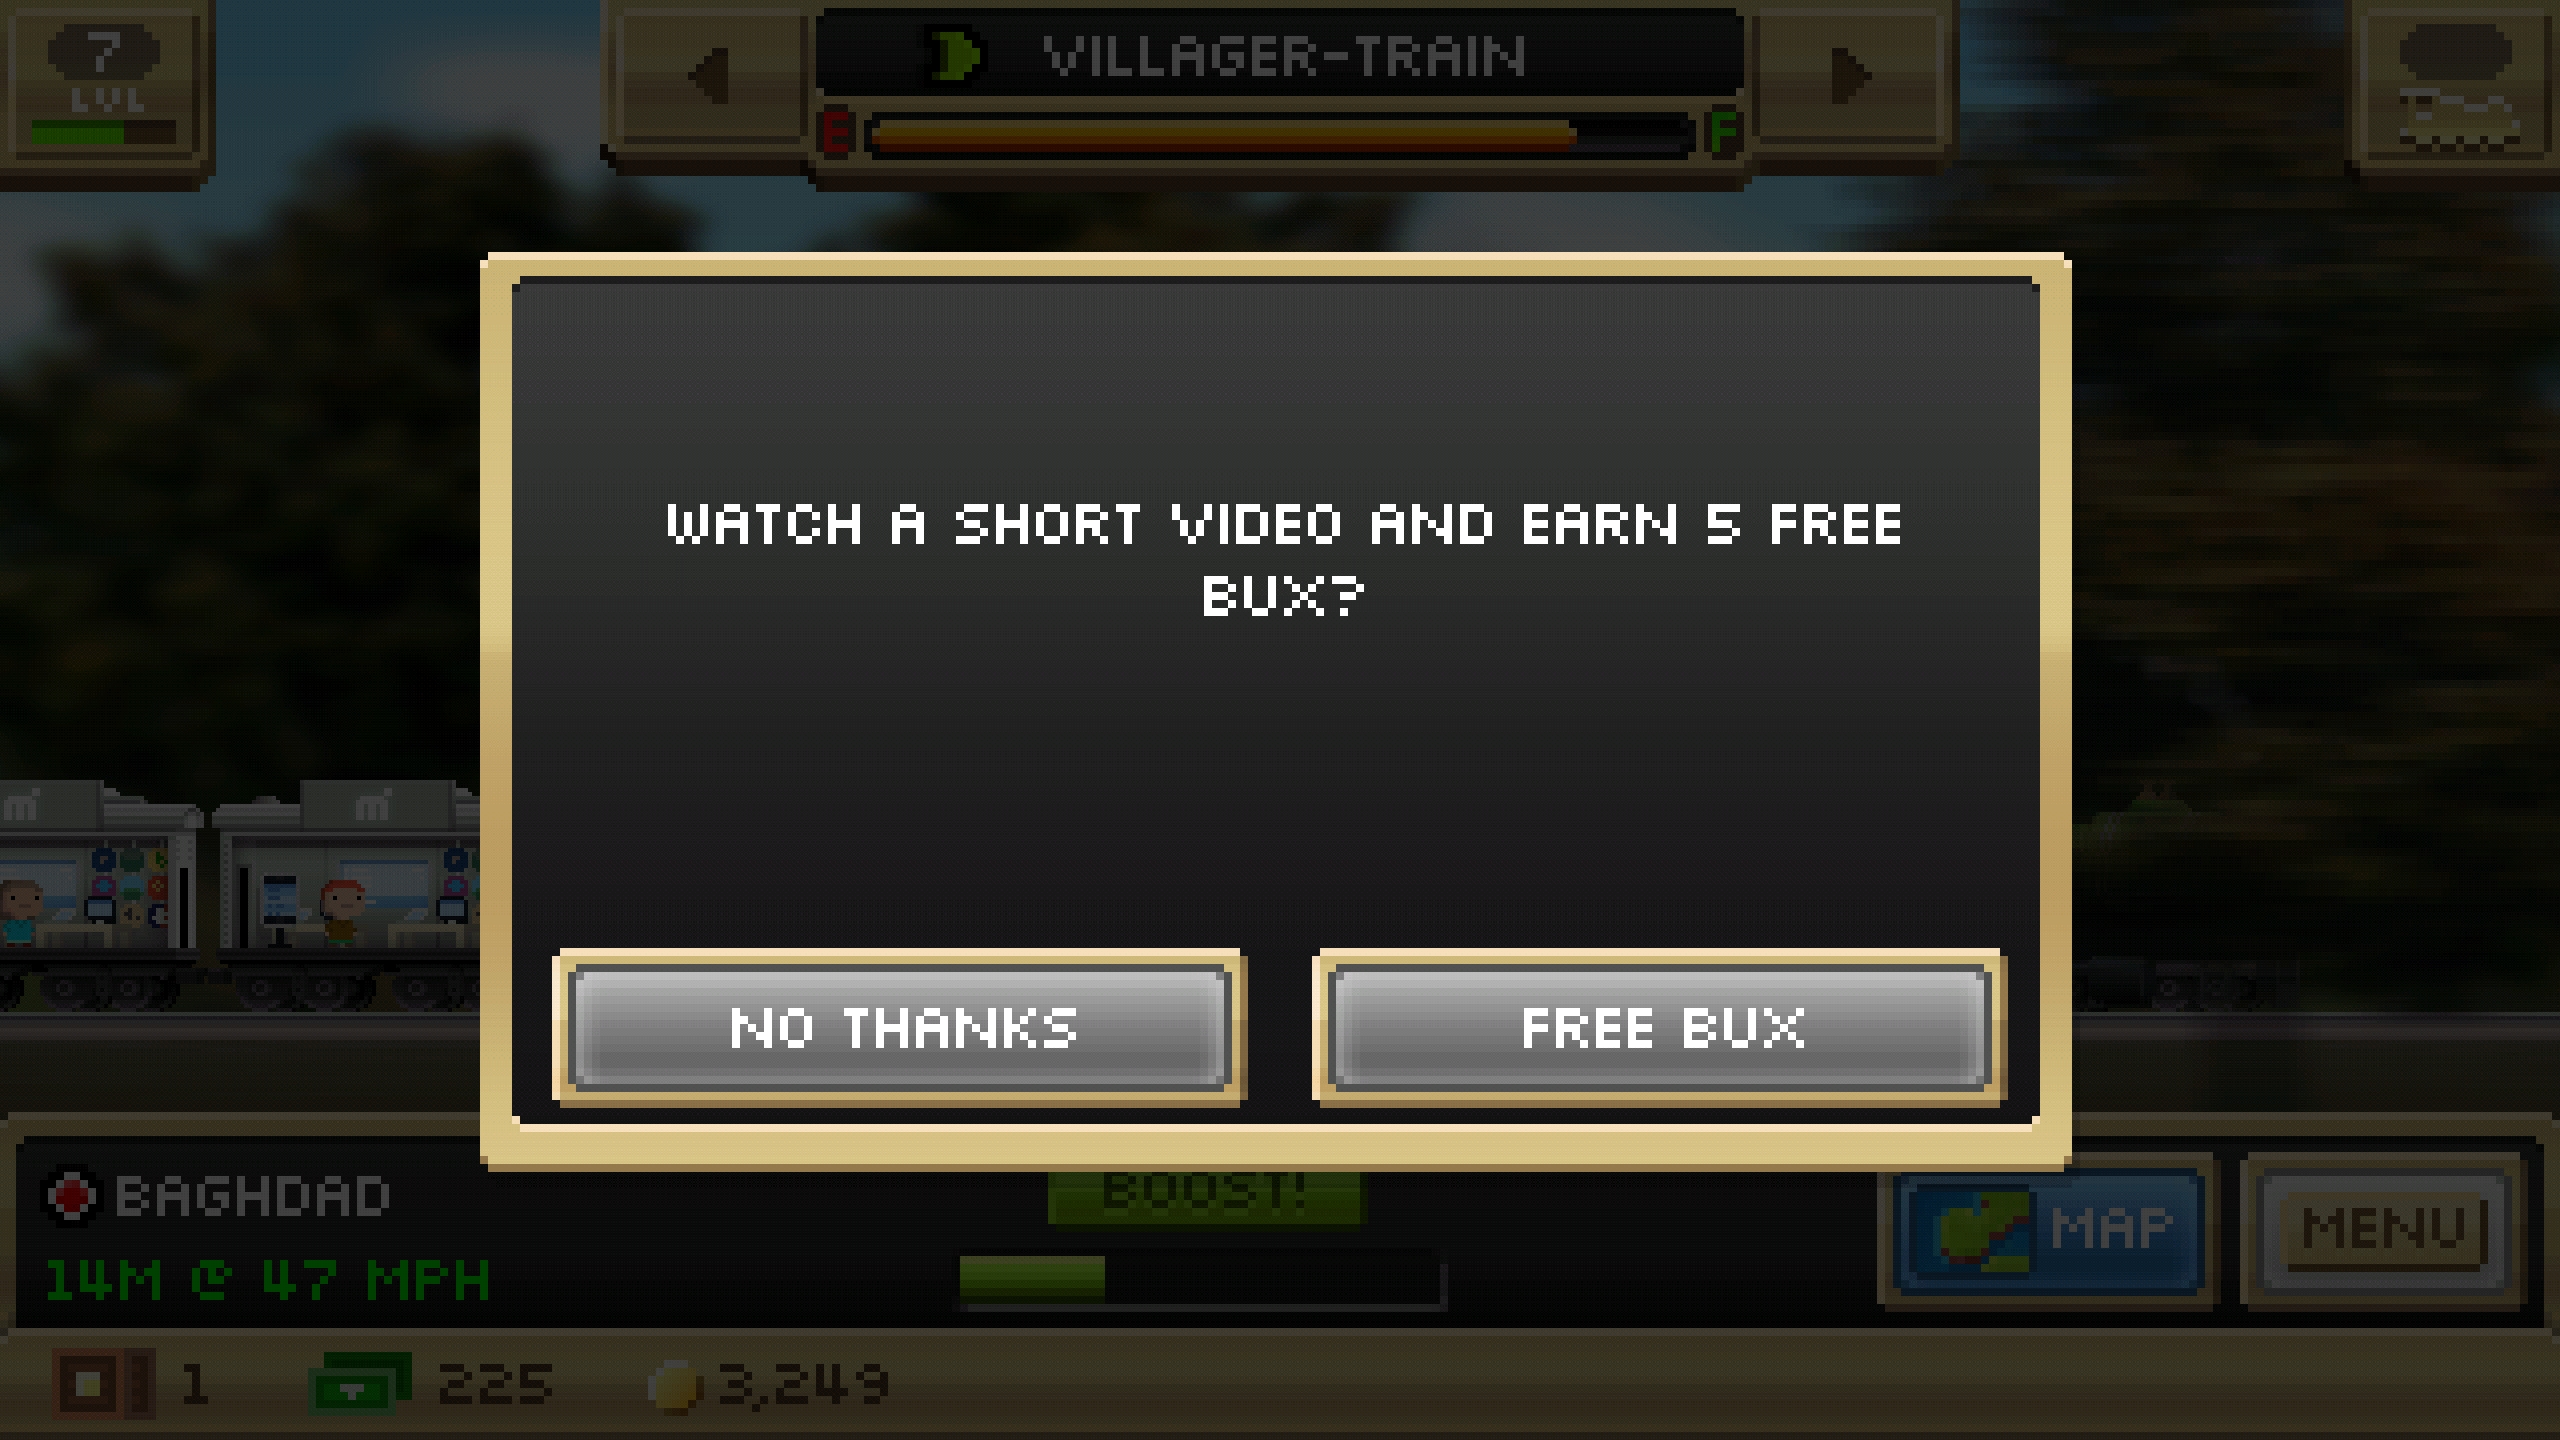 7
LVL
VILLAGER-TRAIN
E
F
WATCH A SHORT VIDEO AND EARN 5 FREE
BUX?
NO THANKS
FREE BUX
BAGHDAD
14M @ 47 MPH
BOOST!
MAP
MENU
1
225
3,249